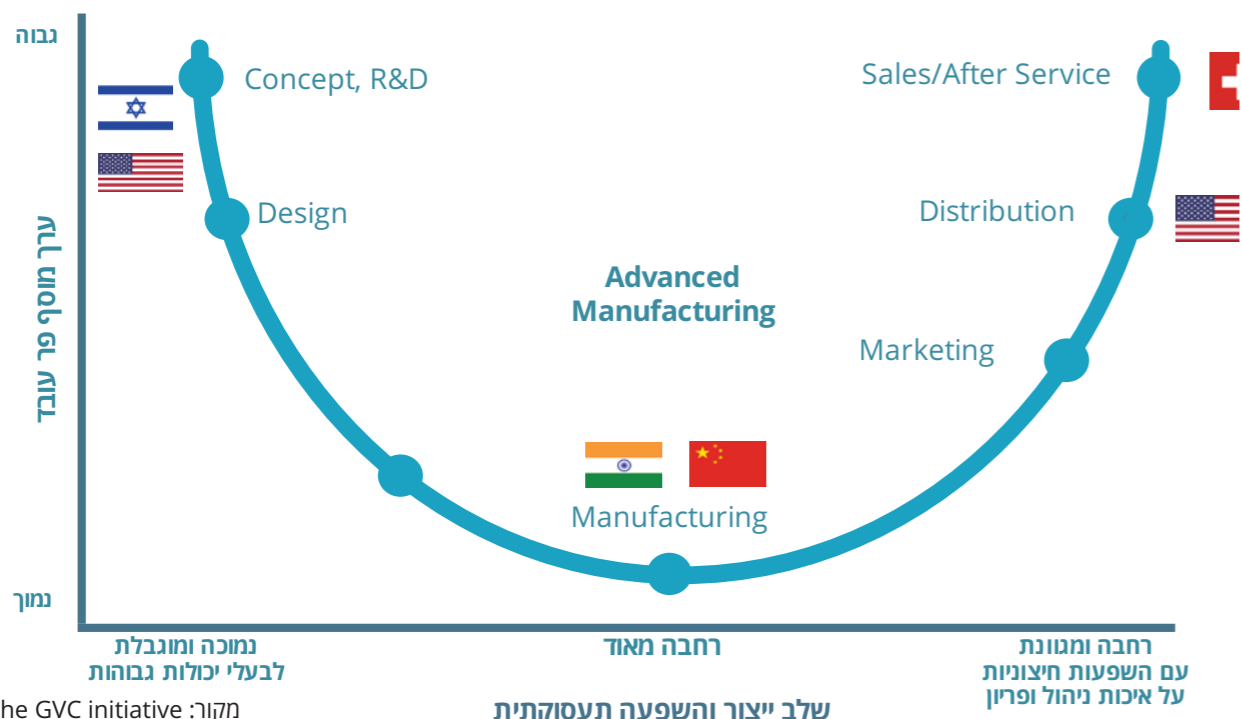 גבוה
Concept, R&D
Sales/After Service
Design
Distribution
Advanced
Manufacturing
Marketing
ערך מוסף פר עובד
Manufacturing
נמוך
נמוכה ומוגבלת
לבעלי יכולות גבוהות
רחבה מאוד
רחבה ומגוונת
עם השפעות חיצוניות
על איכות ניהול ופריון
שלב ייצור והשפעה תעסוקתית
מקור: he GVC initiative